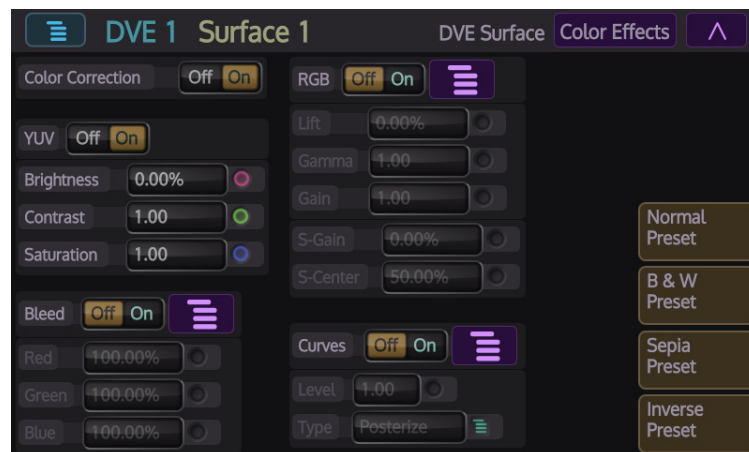 DVE 1 Surface 1 DVE Surface Color Effects
Color Correction Off On
YUV Off On
Brightness 0.00%
Contrast 1.00
Saturation 1.00
Bleed Off On
Red 100.00%
Green 100.00%
Blue 100.00%
RGB Off On
Lift 0.00%
Gamma 1.00
Gain 1.00
S-Gain 0.00%
S-Center 50.00%
Curves Off On
Level 1.00
Type Posterize
Normal
Preset
B & W
Preset
Sepia
Preset
Inverse
Preset